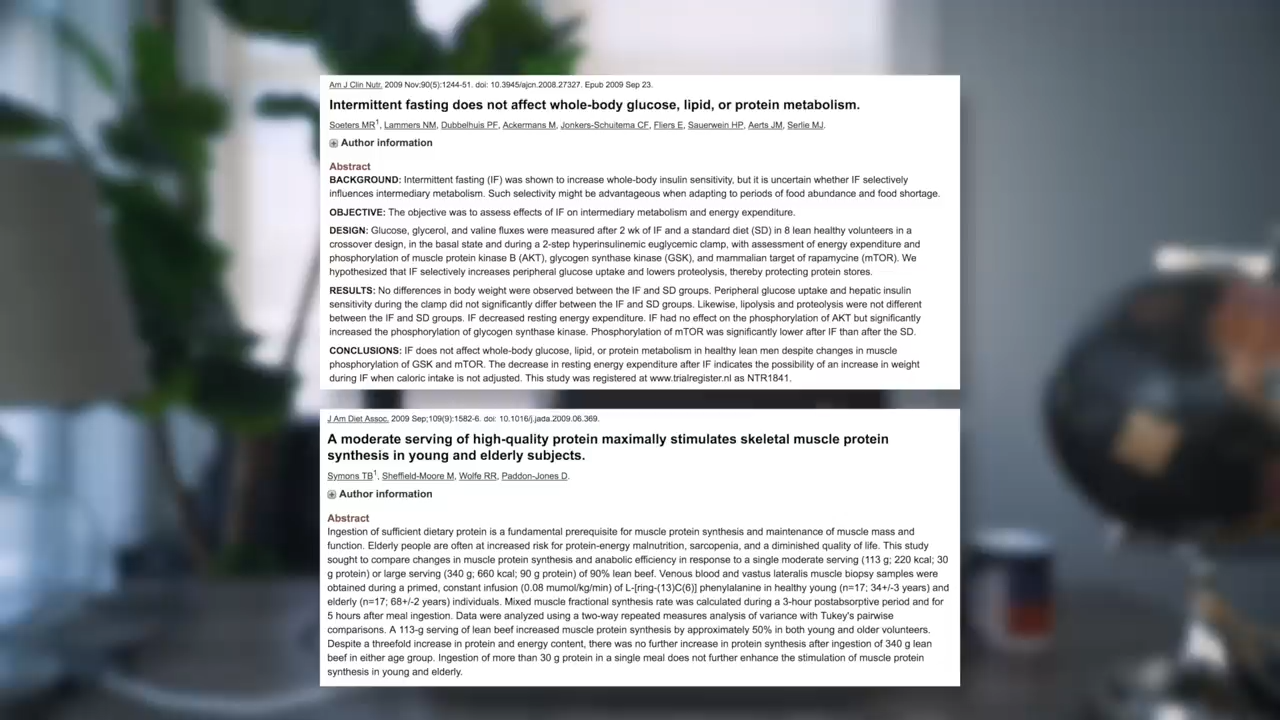 Am J Clin Nutr. 2009 Nov;90(5):1244-51. doi: 10.3945/ajcn.2008.27327. Epub 2009 Sep 23.
Intermittent fasting does not affect whole-body glucose, lipid, or protein metabolism.
Soeters MR1, Lammers NM, Dubbelhuis PF, Ackermans M, Jonkers-Schuitema CF, Fliers E, Sauerwein HP, Aerts JM, Serlie MJ.
Author information
Abstract
BACKGROUND: Intermittent fasting (IF) was shown to increase whole-body insulin sensitivity, but it is uncertain whether IF selectively
influences intermediary metabolism. Such selectivity might be advantageous when adapting to periods of food abundance and food shortage.
OBJECTIVE: The objective was to assess effects of IF on intermediary metabolism and energy expenditure.
DESIGN: Glucose, glycerol, and valine fluxes were measured after 2 wk of IF and a standard diet (SD) in 8 lean healthy volunteers in a
crossover design, in the basal state and during a 2-step hyperinsulinemic euglycemic clamp, with assessment of energy expenditure and
phosphorylation of muscle protein kinase B (AKT), glycogen synthase kinase (GSK), and mammalian target of rapamycine (mTOR). We
hypothesized that IF selectively increases peripheral glucose uptake and lowers proteolysis, thereby protecting protein stores.
RESULTS: No differences in body weight were observed between the IF and SD groups. Peripheral glucose uptake and hepatic insulin
sensitivity during the clamp did not significantly differ between the IF and SD groups. Likewise, lipolysis and proteolysis were not different
between the IF and SD groups. IF decreased resting energy expenditure. IF had no effect on the phosphorylation of AKT but significantly
increased the phosphorylation of glycogen synthase kinase. Phosphorylation of mTOR was significantly lower after IF than after the SD.
CONCLUSIONS: IF does not affect whole-body glucose, lipid, or protein metabolism in healthy lean men despite changes in muscle
phosphorylation of GSK and mTOR. The decrease in resting energy expenditure after IF indicates the possibility of an increase in weight
during IF when caloric intake is not adjusted. This study was registered at www.trialregister.nl as NTR1841.
J Am Diet Assoc. 2009 Sep;109(9):1582-6. doi: 10.1016/j.jada.2009.06.369.
A moderate serving of high-quality protein maximally stimulates skeletal muscle protein
synthesis in young and elderly subjects.
Symons TB1, Sheffield-Moore M, Wolfe RR, Paddon-Jones D.
Author information
Abstract
Ingestion of sufficient dietary protein is a fundamental prerequisite for muscle protein synthesis and maintenance of muscle mass and
function. Elderly people are often at increased risk for protein-energy malnutrition, sarcopenia, and a diminished quality of life. This study
sought to compare changes in muscle protein synthesis and anabolic efficiency in response to a single moderate serving (113 g; 220 kcal; 30
g protein) or large serving (340 g; 660 kcal; 90 g protein) of 90% lean beef. Venous blood and vastus lateralis muscle biopsy samples were
obtained during a primed, constant infusion (0.08 mumol/kg/min) of L-[ring-(13)C(6)] phenylalanine in healthy young (n=17; 34+/-3 years) and
elderly (n=17; 68+/-2 years) individuals. Mixed muscle fractional synthesis rate was calculated during a 3-hour postabsorptive period and for
5 hours after meal ingestion. Data were analyzed using a two-way repeated measures analysis of variance with Tukey's pairwise
comparisons. A 113-g serving of lean beef increased muscle protein synthesis by approximately 50% in both young and older volunteers.
Despite a threefold increase in protein and energy content, there was no further increase in protein synthesis after ingestion of 340 g lean
beef in either age group. Ingestion of more than 30 g protein in a single meal does not further enhance the stimulation of muscle protein
synthesis in young and elderly.